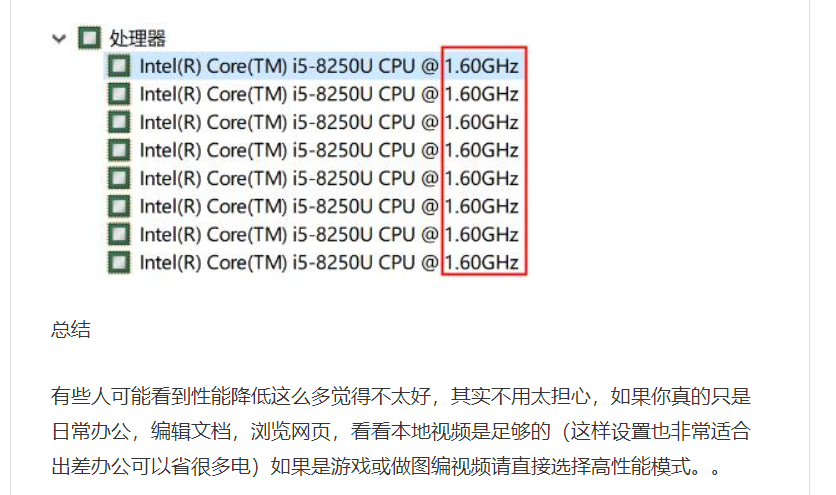 处理器
Intel(R) Core(TM) i5-8250U CPU @ 1.60GHz
Intel(R) Core(TM) i5-8250U CPU @ 1.60GHz
Intel(R) Core(TM) i5-8250U CPU @ 1.60GHz
Intel(R) Core(TM) i5-8250U CPU @ 1.60GHz
Intel(R) Core(TM) i5-8250U CPU @ 1.60GHz
Intel(R) Core(TM) i5-8250U CPU @ 1.60GHz
Intel(R) Core(TM) i5-8250U CPU @ 1.60GHz
Intel(R) Core(TM) i5-8250U CPU @ 1.60GHz
总结
有些人可能看到性能降低这么多觉得不太好，其实不用太担心，如果你真的只是
日常办公，编辑文档，浏览网页，看看本地视频是足够的（这样设置也非常适合
出差办公可以省很多电）如果是游戏或做图编视频请直接选择高性能模式。。